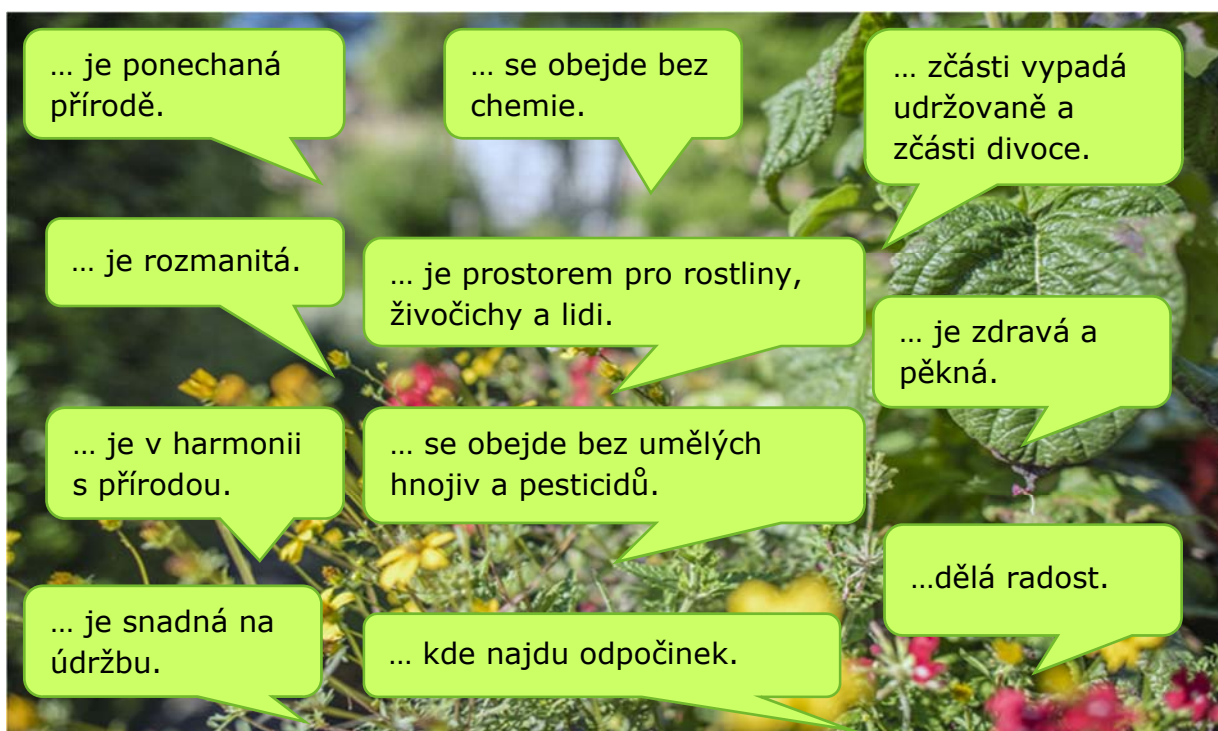 … je ponechaná
přírodě.
… se obejde bez
chemie.
… zčásti vypadá
udržovaně a
zčásti divoce.
… je rozmanitá.
… je prostorem pro rostliny,
živočichy a lidi.
… je zdravá a
pěkná.
… je v harmonii
s přírodou.
… se obejde bez umělých
hnojiv a pesticidů.
…dělá radost.
… je snadná na
údržbu.
… kde najdu odpočinek.